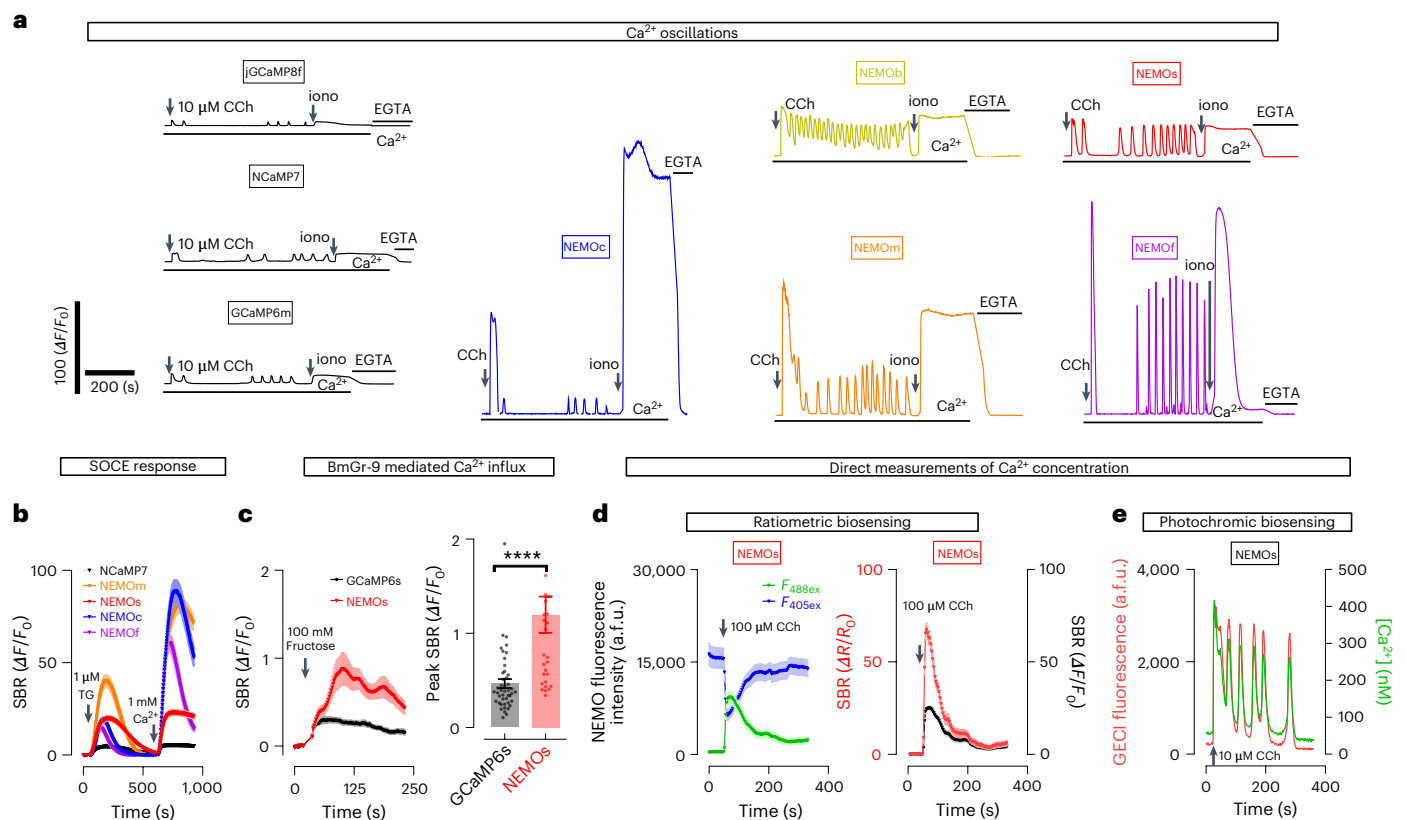 a
Ca2+ oscillations
jGCaMP8f
10 µM CCh
iono
EGTA
Ca2+
NCaMP7
10 µM CCh
iono
EGTA
Ca2+
GCaMP6m
10 µM CCh
iono
EGTA
Ca2+
100 (ΔF/F0)
200 (s)
NEMOc
CCh
iono
EGTA
Ca2+
NEMOb
CCh
iono
EGTA
Ca2+
NEMOm
CCh
iono
EGTA
Ca2+
NEMOs
CCh
iono
EGTA
Ca2+
NEMOf
CCh
iono
EGTA
Ca2+
SOCE response
BmGr-9 mediated Ca2+ influx
Direct measurements of Ca2+ concentration
b
SBR (ΔF/F0)
100
50
0
NCaMP7
NEMOm
NEMOs
NEMOc
NEMOf
1 µM
TG
1 mM
Ca2+
0 500 1,000
Time (s)
c
SBR (ΔF/F0)
2
1
0
GCaMP6s
NEMOs
100 mM
Fructose
0 125 250
Time (s)
Peak SBR (ΔF/F0)
2
1
0
****
GCaMP6s
NEMOs
d
Ratiometric biosensing
NEMOs
NEMO fluorescence
intensity (a.f.u.)
30,000
15,000
0
F488ex
F405ex
100 µM CCh
0 200 400
Time (s)
NEMOs
SBR (ΔR/R0)
100
50
0
100 µM CCh
100
50
0
SBR (ΔF/F0)
0 200 400
Time (s)
e
Photochromic biosensing
NEMOs
GECI fluorescence (a.f.u.)
4,000
2,000
0
10 µM CCh
500
400
300
200
100
0
[Ca2+] (nM)
0 200 400
Time (s)